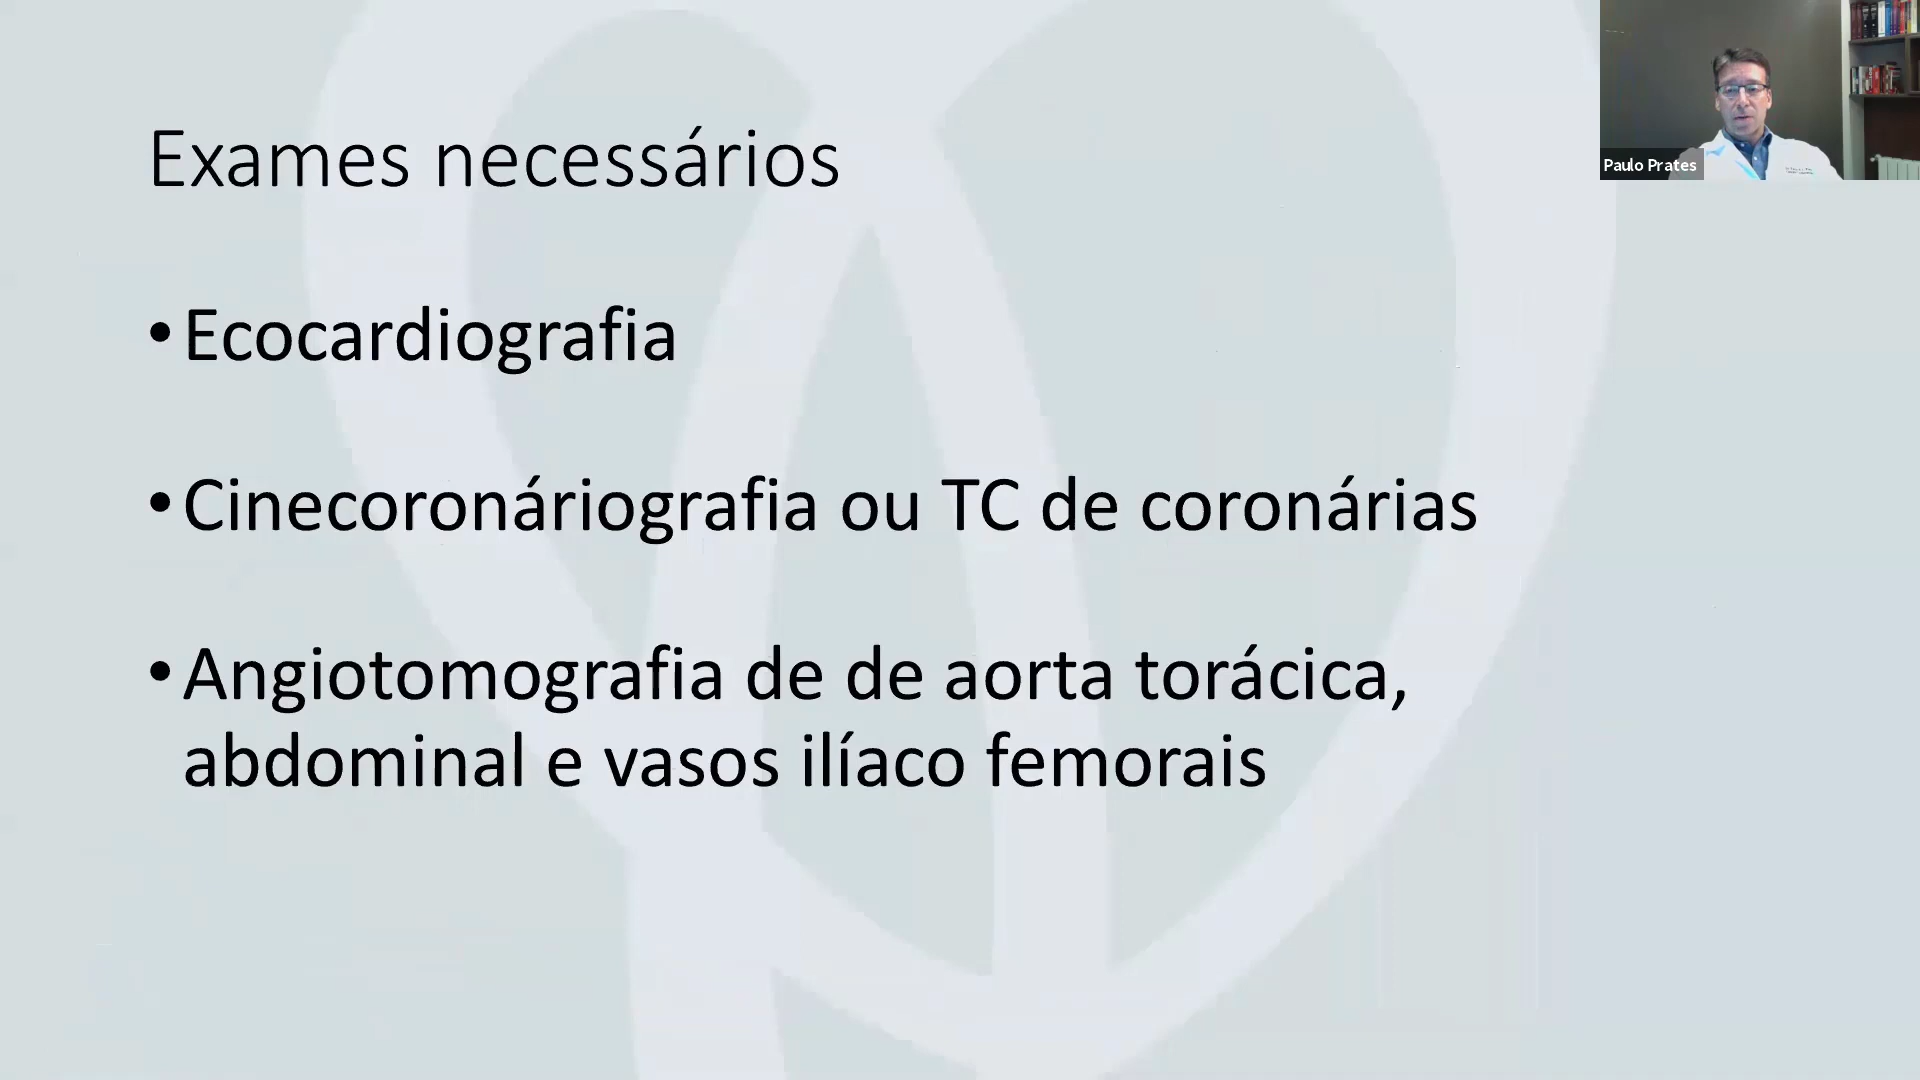 Exames necessários
Paulo Prates
•Ecocardiografia
•Cinecoronáriografia ou TC de coronárias
•Angiotomografia de de aorta torácica,
abdominal e vasos ilíaco femorais